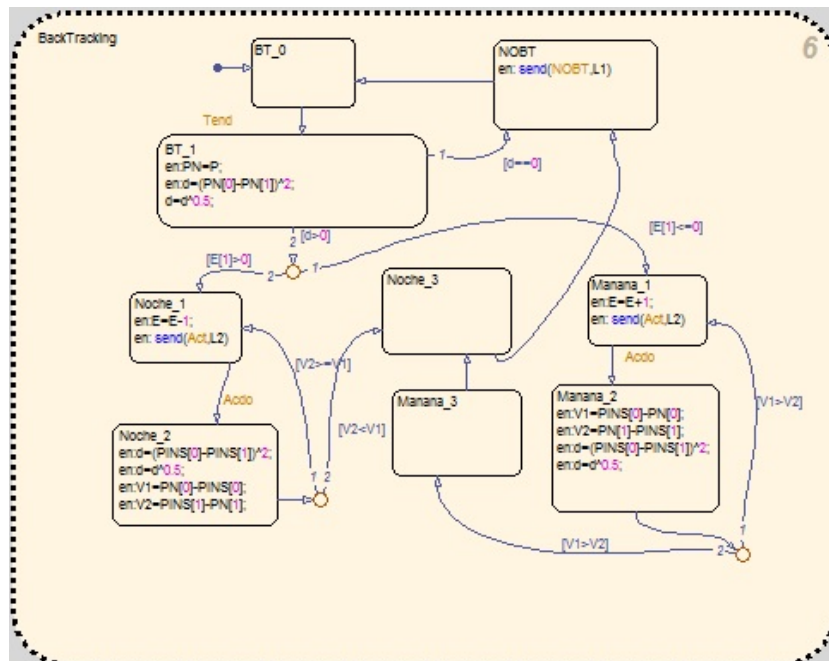 BackTracking
6
BT_0
NOBT
en: send(NOBT,L1)
Tend
BT_1
en:PN=P;
en:d=(PN[0]-PN[1])^2;
d=d^0.5;
1
[d==0]
2
[d>0]
[E[1]>0]
2
1
[E[1]<=0]
Noche_1
en:E=E-1;
en: send(Act,L2)
Noche_3
Manana_1
en:E=E+1;
en: send(Act,L2)
[V2>=V1]
Acdo
Acdo
Manana_3
[V2<V1]
[V1>V2]
Noche_2
en:d=(PINS[0]-PINS[1])^2;
en:d=d^0.5;
en:V1=PN[0]-PINS[0];
en:V2=PINS[1]-PN[1];
1
2
Manana_2
en:V1=PINS[0]-PN[0];
en:V2=PN[1]-PINS[1];
en:d=(PINS[0]-PINS[1])^2;
en:d=d^0.5;
1
[V1>V2]
2